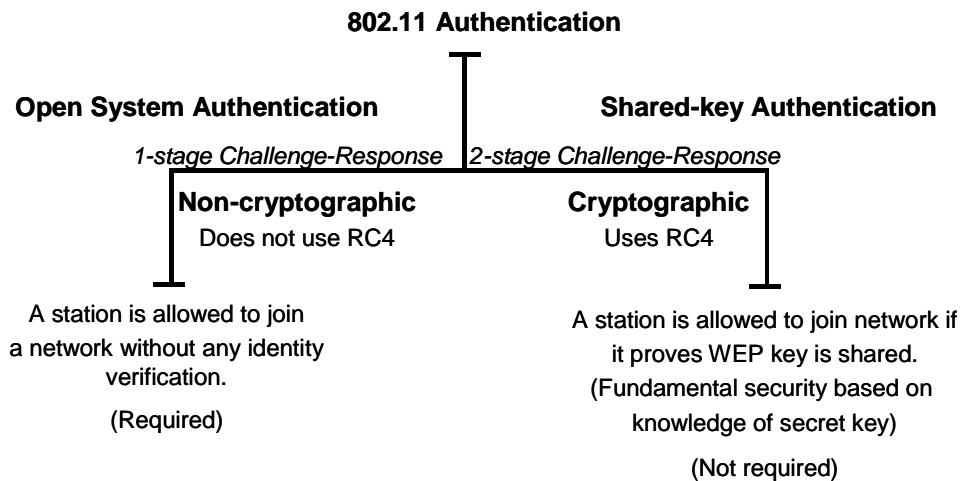 802.11 Authentication
Open System Authentication
Shared-key Authentication
1-stage Challenge-Response
2-stage Challenge-Response
Non-cryptographic
Does not use RC4
Cryptographic
Uses RC4
A station is allowed to join
a network without any identity
verification.
(Required)
A station is allowed to join network if
it proves WEP key is shared.
(Fundamental security based on
knowledge of secret key)
(Not required)